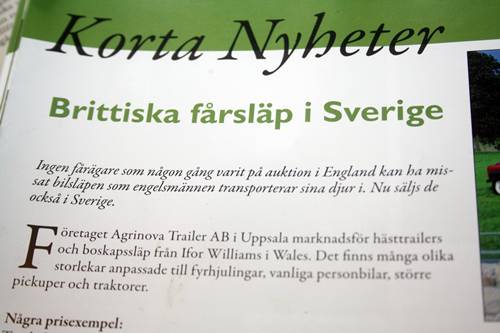 Korta Nyheter
Brittiska fårsläp i Sverige
Ingen fårägare som någon gång varit på auktion i England kan ha mis-
sat bilsläpen som engelsmännen transporterar sina djur i. Nu säljs de
också i Sverige.
Företaget Agrinova Trailer AB i Uppsala marknadsför hästtrailers
och boskapssläp från Ifor Williams i Wales. Det finns många olika
storlekar anpassade till fyrhjulingar, vanliga personbilar, större
pickuper och traktorer.
Några prisexempel: